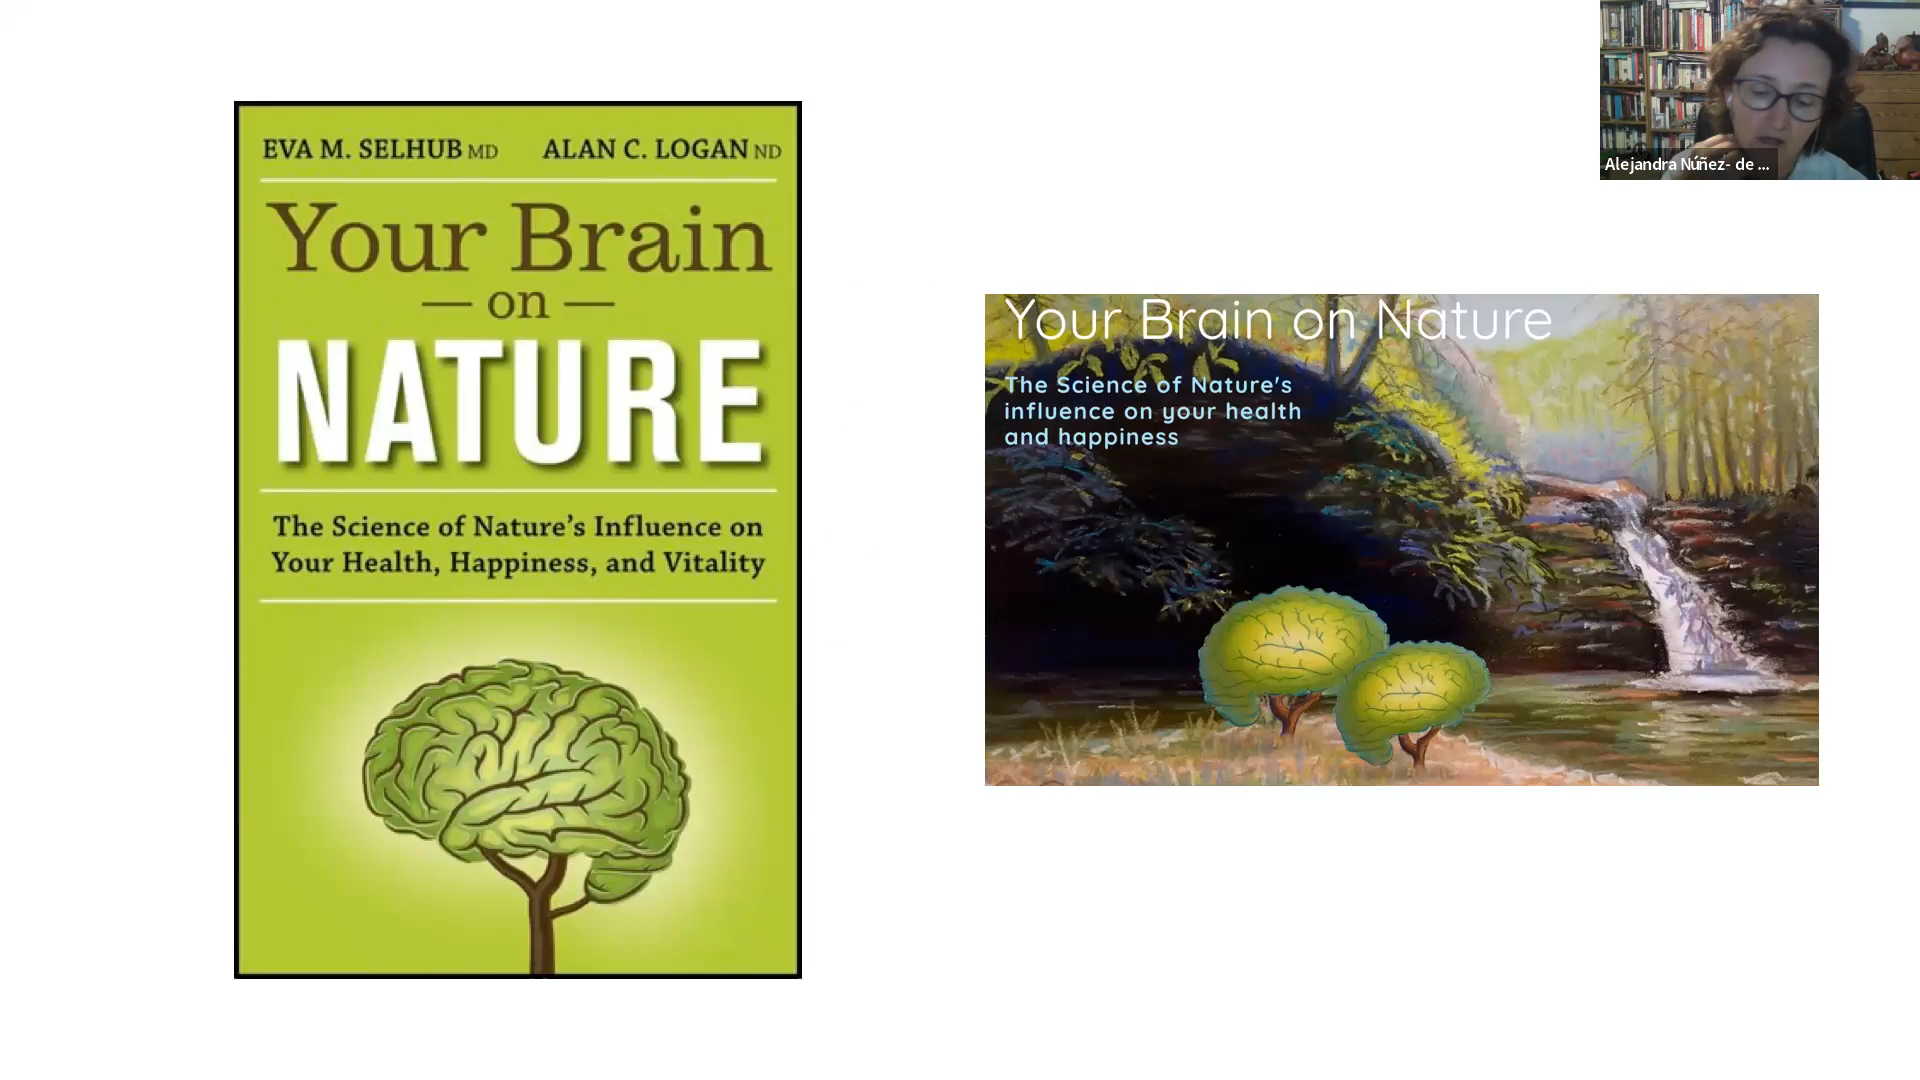 EVA M. SELHUB MD ALAN C. LOGAN ND
Your Brain
— on —
NATURE
The Science of Nature’s Influence on
Your Health, Happiness, and Vitality
Your Brain on Nature
The Science of Nature's
influence on your health
and happiness
Alejandra Núñez- de ...